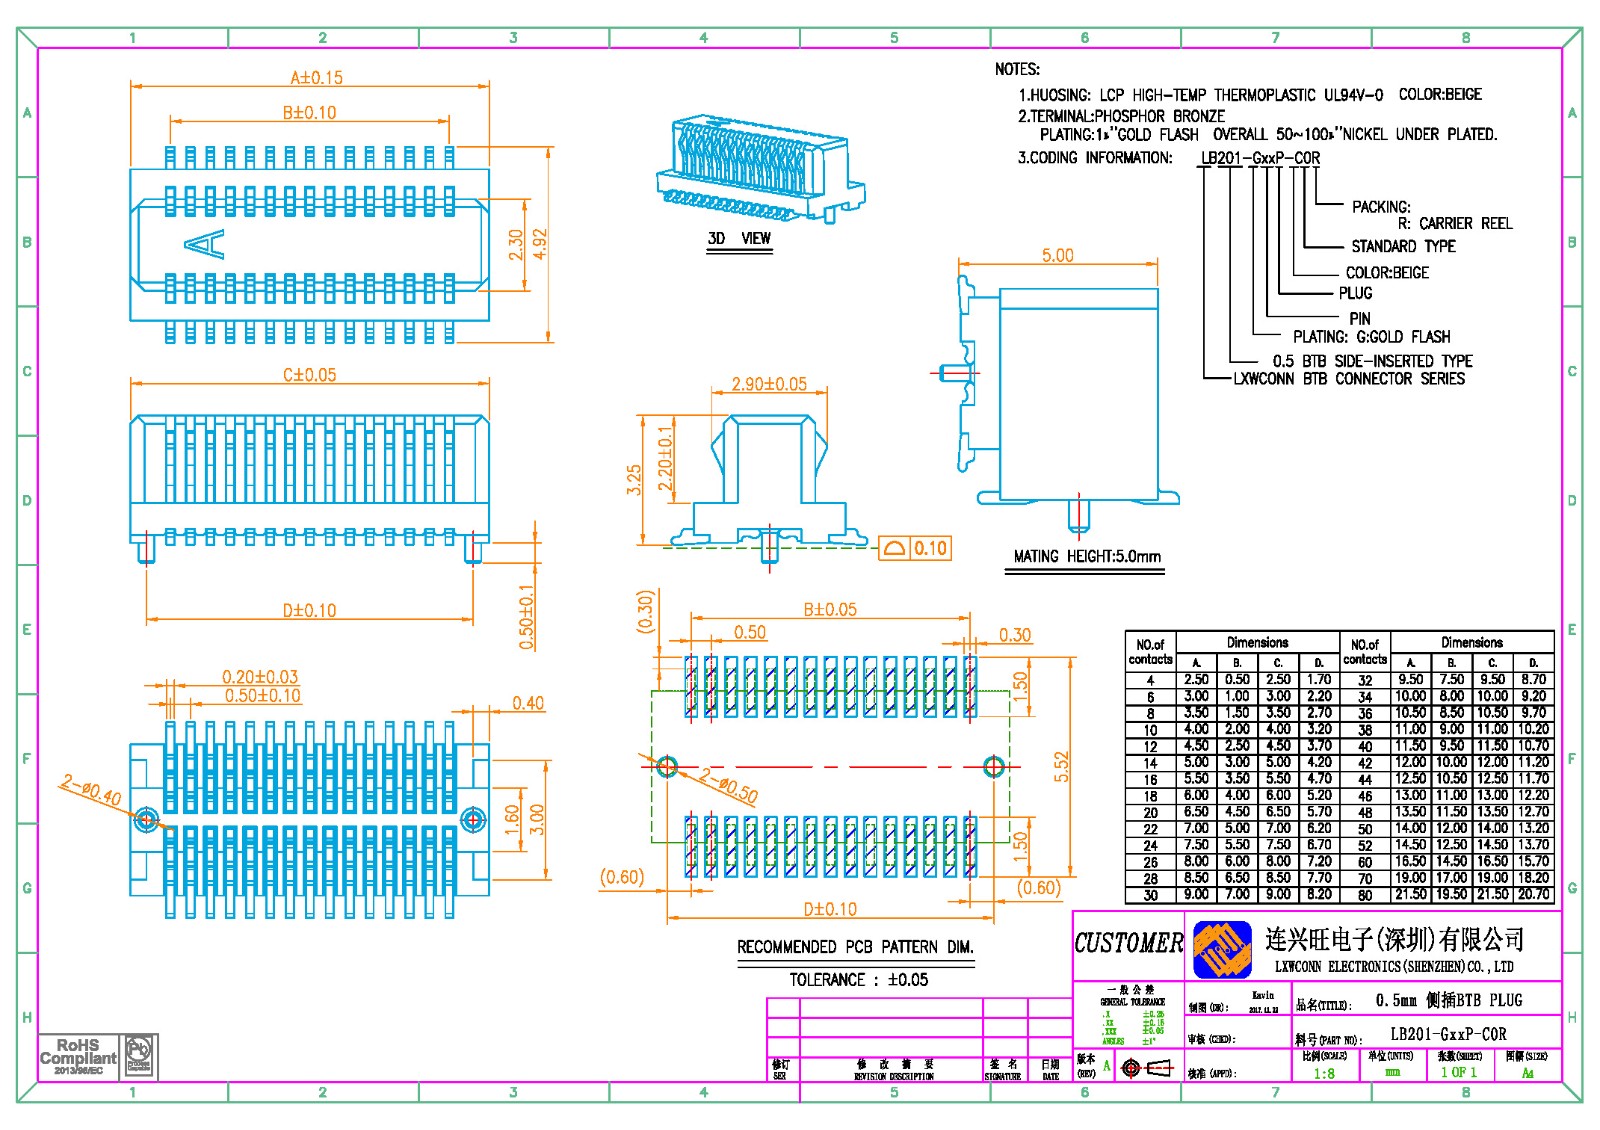 1 2 3 4 5 6 7 8
A
B
C
D
E
F
G
H
A±0.15
B±0.10
A
2.30
4.92
C±0.05
D±0.10
0.50±0.1
0.20±0.03
0.50±0.10
0.40
2-ø0.40
1.60
3.00
3D VIEW
2.90±0.05
3.25
2.20±0.1
0.10
5.00
MATING HEIGHT:5.0mm
NOTES:
1.HUOSING: LCP HIGH-TEMP THERMOPLASTIC UL94V-0 COLOR:BEIGE
2.TERMINAL:PHOSPHOR BRONZE
PLATING:1u"GOLD FLASH OVERALL 50~100u"NICKEL UNDER PLATED.
3.CODING INFORMATION: LB201-GxxP-C0R
PACKING:
R: CARRIER REEL
STANDARD TYPE
COLOR:BEIGE
PLUG
PIN
PLATING: G:GOLD FLASH
0.5 BTB SIDE-INSERTED TYPE
LXWCONN BTB CONNECTOR SERIES
B±0.05
(0.30)
0.50
0.30
1.50
5.52
2-ø0.50
1.50
(0.60)
(0.60)
D±0.10
RECOMMENDED PCB PATTERN DIM.
TOLERANCE : ±0.05
NO.of contacts Dimensions NO.of contacts Dimensions
A. B. C. D. A. B. C. D.
4 2.50 0.50 2.50 1.70 32 9.50 7.50 9.50 8.70
6 3.00 1.00 3.00 2.20 34 10.00 8.00 10.00 9.20
8 3.50 1.50 3.50 2.70 36 10.50 8.50 10.50 9.70
10 4.00 2.00 4.00 3.20 38 11.00 9.00 11.00 10.20
12 4.50 2.50 4.50 3.70 40 11.50 9.50 11.50 10.70
14 5.00 3.00 5.00 4.20 42 12.00 10.00 12.00 11.20
16 5.50 3.50 5.50 4.70 44 12.50 10.50 12.50 11.70
18 6.00 4.00 6.00 5.20 46 13.00 11.00 13.00 12.20
20 6.50 4.50 6.50 5.70 48 13.50 11.50 13.50 12.70
22 7.00 5.00 7.00 6.20 50 14.00 12.00 14.00 13.20
24 7.50 5.50 7.50 6.70 52 14.50 12.50 14.50 13.70
26 8.00 6.00 8.00 7.20 60 16.50 14.50 16.50 15.70
28 8.50 6.50 8.50 7.70 70 19.00 17.00 19.00 18.20
30 9.00 7.00 9.00 8.20 80 21.50 19.50 21.50 20.70
CUSTOMER
连兴旺电子(深圳)有限公司
LXWCONN ELECTRONICS(SHENZHEN)CO.,LTD
一般公差
GENERAL TOLERANCE
.X ±0.25
.XX ±0.15
.XXX ±0.05
ANGLES ±1°
制图(DR): Kavin
2017.11.22
品名(TITLE): 0.5mm 侧插BTB PLUG
审核(CHKD):
料号(PART NO): LB201-GxxP-C0R
核准(APPD):
比例(SCALE) 单位(UNITS) 张数(SHEET) 图幅(SIZE)
1:8 mm 1 OF 1 A4
版本 A
(REV)
修订 修改摘要 签名 日期
SER REVISION DESCRIPTION SIGNATURE DATE
RoHS
Compliant
2013/96/EC
Pb
1 2 3 4 5 6 7 8
A
B
C
D
E
F
G
H